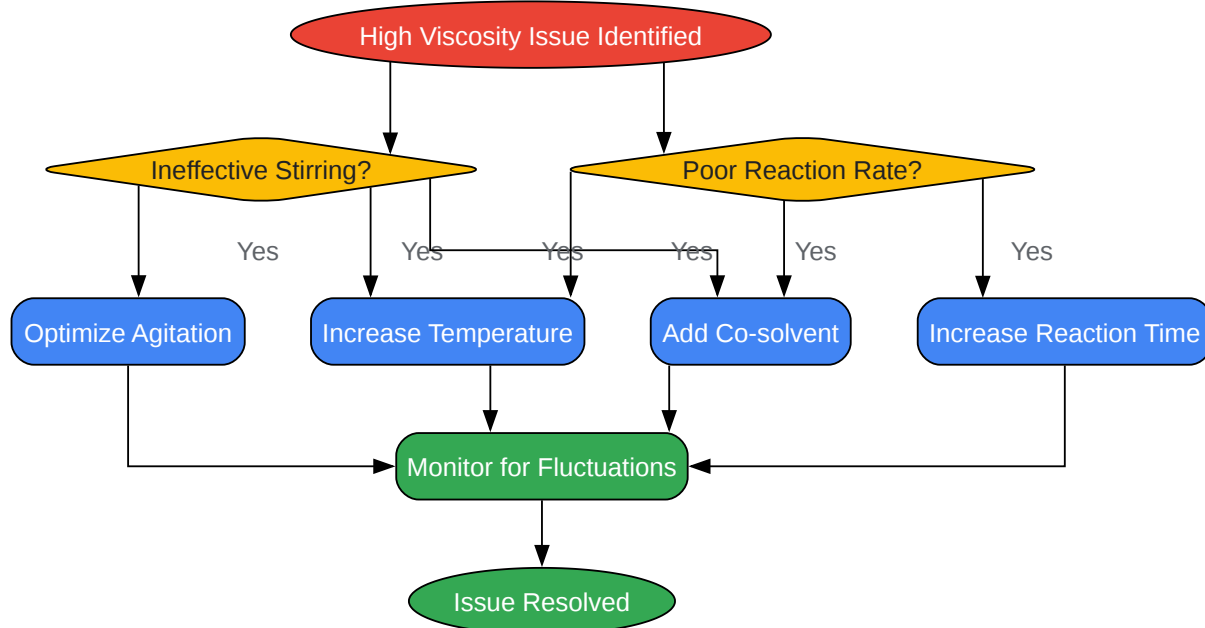 High Viscosity Issue Identified
Ineffective Stirring?
Poor Reaction Rate?
Yes
Yes
Yes
Yes
Yes
Yes
Optimize Agitation
Increase Temperature
Add Co-solvent
Increase Reaction Time
Monitor for Fluctuations
Issue Resolved